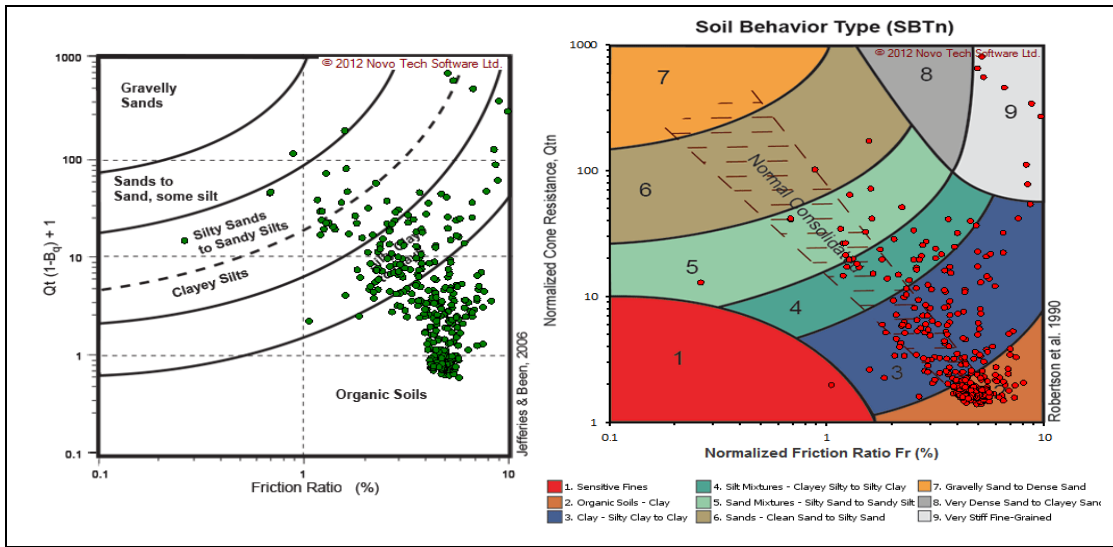 1000
100
10
1
0.1
0.1
1
10
Qt (1-Bq) + 1
Friction Ratio (%)
© 2012 Novo Tech Software Ltd.
Gravelly
Sands
Sands to
Sand, some silt
Silty Sands
to Sandy Silts
Clayey Silts
Clay
Organic Soils
Jefferies & Been, 2006
Soil Behavior Type (SBTn)
© 2012 Novo Tech Software Ltd.
1000
100
10
1
0.1
1
10
Normalized Cone Resistance, Qtn
Normalized Friction Ratio Fr (%)
7
8
9
6
Normal Consolidat
5
4
1
3
Robertson et al. 1990
1. Sensitive Fines
2. Organic Soils - Clay
3. Clay - Silty Clay to Clay
4. Silt Mixtures - Clayey Silt to Silty Clay
5. Sand Mixtures - Silty Sand to Sandy Silt
6. Sands - Clean Sand to Silty Sand
7. Gravelly Sand to Dense Sand
8. Very Dense Sand to Clayey Sand
9. Very Stiff Fine-Grained